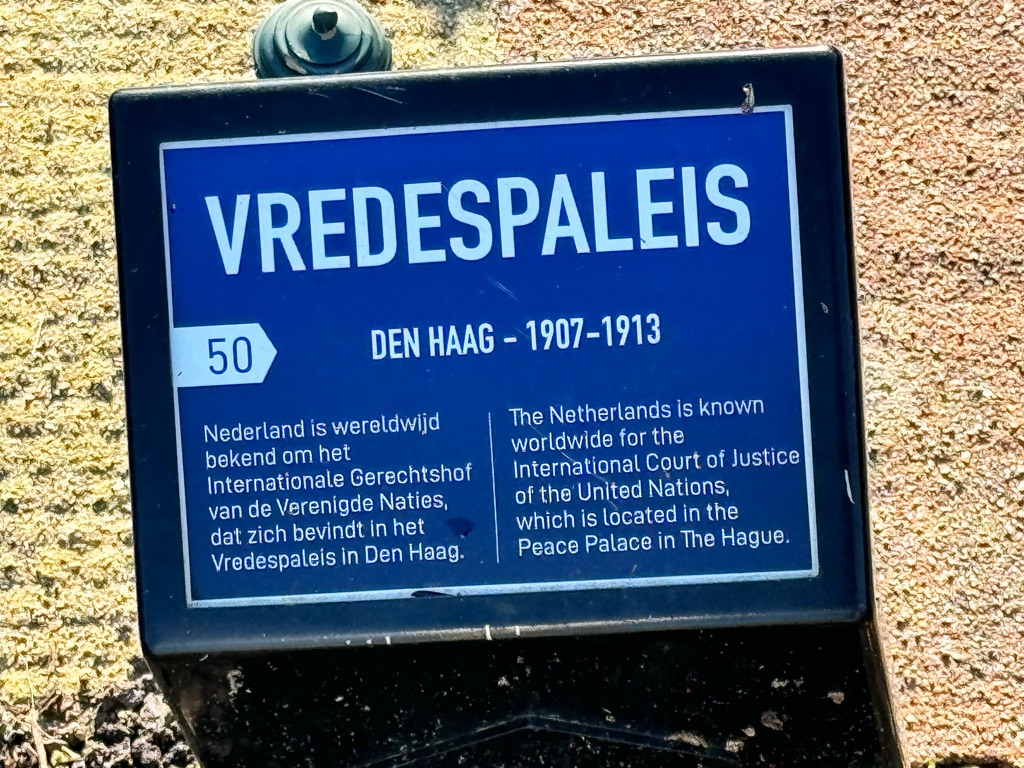 VREDESPALEIS
DEN HAAG - 1907-1913
50
Nederland is wereldwijd
bekend om het
Internationale Gerechtshof
van de Verenigde Naties,
dat zich bevindt in het
Vredespaleis in Den Haag.
The Netherlands is known
worldwide for the
International Court of Justice
of the United Nations,
which is located in the
Peace Palace in The Hague.